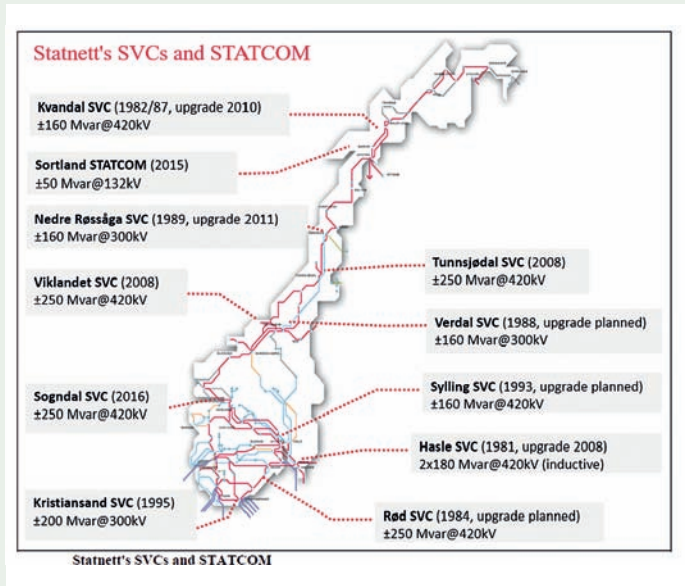 Statnett's SVCs and STATCOM
Kvandal SVC (1982/87, upgrade 2010)
±160 Mvar@420kV
Sortland STATCOM (2015)
±50 Mvar@132kV
Nedre Røssåga SVC (1989, upgrade 2011)
±160 Mvar@300kV
Tunnsjødal SVC (2008)
±250 Mvar@420kV
Viklandet SVC (2008)
±250 Mvar@420kV
Verdal SVC (1988, upgrade planned)
±160 Mvar@300kV
Sogndal SVC (2016)
±250 Mvar@420kV
Sylling SVC (1993, upgrade planned)
±160 Mvar@420kV
Hasle SVC (1981, upgrade 2008)
2x180 Mvar@420kV (inductive)
Kristiansand SVC (1995)
±200 Mvar@300kV
Rød SVC (1984, upgrade planned)
±250 Mvar@420kV
Statnett's SVCs and STATCOM